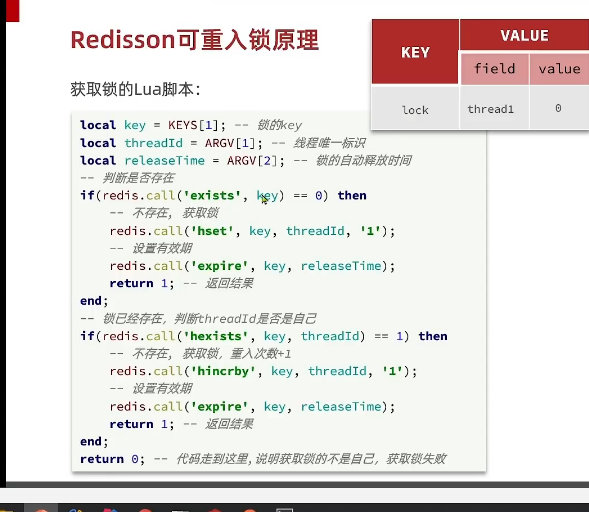 Redisson可重入锁原理
KEY
VALUE
field
value
lock
thread1
0
获取锁的Lua脚本：
local key = KEYS[1]; -- 锁的key
local threadId = ARGV[1]; -- 线程唯一标识
local releaseTime = ARGV[2]; -- 锁的自动释放时间
-- 判断是否存在
if(redis.call('exists', key) == 0) then
-- 不存在, 获取锁
redis.call('hset', key, threadId, '1');
-- 设置有效期
redis.call('expire', key, releaseTime);
return 1; -- 返回结果
end;
-- 锁已经存在，判断threadId是否是自己
if(redis.call('hexists', key, threadId) == 1) then
-- 不存在, 获取锁，重入次数+1
redis.call('hincrby', key, threadId, '1');
-- 设置有效期
redis.call('expire', key, releaseTime);
return 1; -- 返回结果
end;
return 0; -- 代码走到这里,说明获取锁的不是自己，获取锁失败